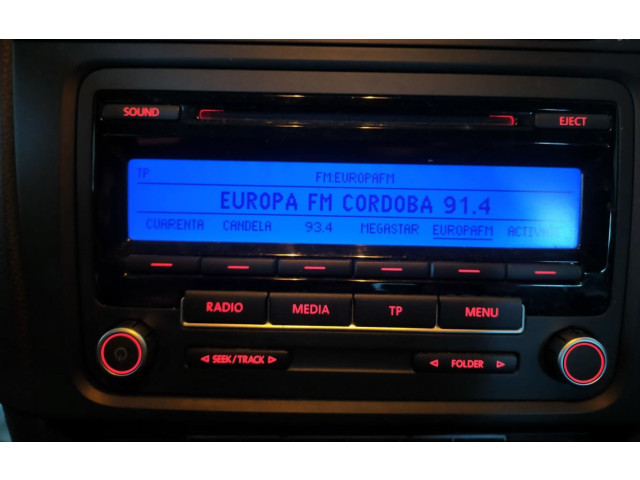 SOUND
EJECT
TP
FM:EUROPAFM
EUROPA FM CORDOBA 91.4
CUARENTA CANDELA 93.4 MEGASTAR EUROPAFM
RADIO MEDIA TP MENU
SEEK/TRACK
FOLDER